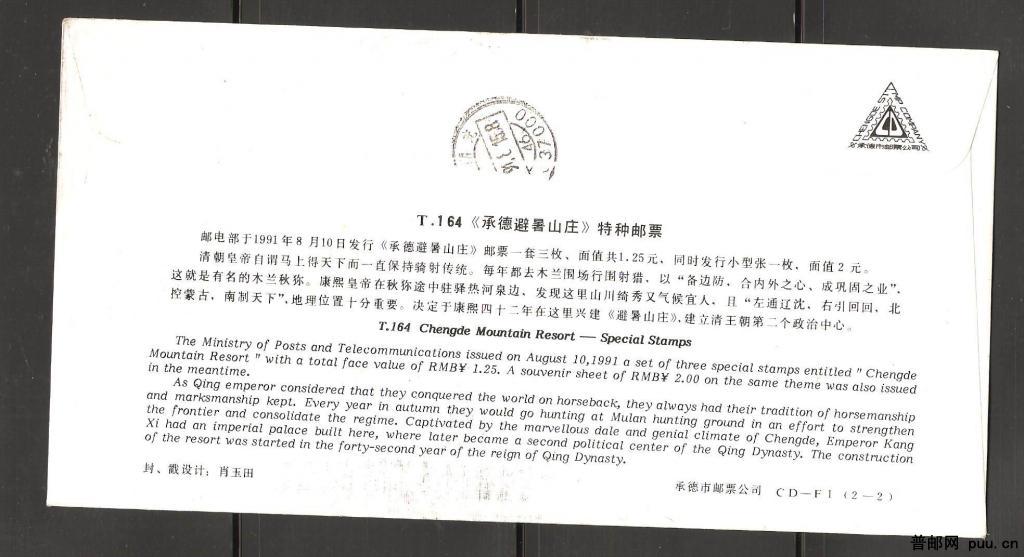 CHENGDE STAMP COMPANY
CD
承德市邮票公司
37000
46
T.164《承德避暑山庄》特种邮票
邮电部于1991年8月10日发行《承德避暑山庄》邮票一套三枚、面值共1.25元，同时发行小型张一枚，面值2元。
清朝皇帝自谓马上得天下而一直保持骑射传统。每年都去木兰围场行围射猎，以“备边防，合内外之心、成巩固之业”，
这就是有名的木兰秋狝。康熙皇帝在秋狝途中驻驿热河泉边，发现这里山川绮秀又气候宜人，且“左通辽沈，右引回回，北
控蒙古，南制天下”，地理位置十分重要。决定于康熙四十二年在这里兴建《避暑山庄》、建立清王朝第二个政治中心。
T.164 Chengde Mountain Resort — Special Stamps
The Ministry of Posts and Telecommunications issued on August 10,1991 a set of three special stamps entitled " Chengde
Mountain Resort " with a total face value of RMB¥ 1.25. A souvenir sheet of RMB¥ 2.00 on the same theme was also issued
in the meantime.
As Qing emperor considered that they conquered the world on horseback, they always had their tradition of horsemanship
and marksmanship kept. Every year in autumn they would go hunting at Mulan hunting ground in an effort to strengthen
the frontier and consolidate the regime. Captivated by the marvellous dale and genial climate of Chengde, Emperor Kang
Xi had an imperial palace built here, where later became a second political center of the Qing Dynasty. The construction
of the resort was started in the forty-second year of the reign of Qing Dynasty.
封、戳设计：肖玉田
承德市邮票公司 CD—F1（2—2）
普邮网 puu.cn